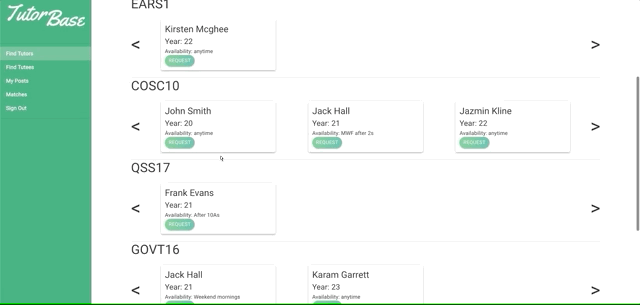 TutorBase
Find Tutors
Find Tutees
My Posts
Matches
Sign Out
EARS1
<
Kirsten Mcghee
Year: 22
Availability: anytime
REQUEST
>
COSC10
<
John Smith
Year: 20
Availability: anytime
REQUEST
Jack Hall
Year: 21
Availability: MWF after 2s
REQUEST
Jazmin Kline
Year: 22
Availability: anytime
REQUEST
>
QSS17
<
Frank Evans
Year: 21
Availability: After 10As
REQUEST
>
GOVT16
<
Jack Hall
Year: 21
Availability: Weekend mornings
Karam Garrett
Year: 23
Availability: anytime
>